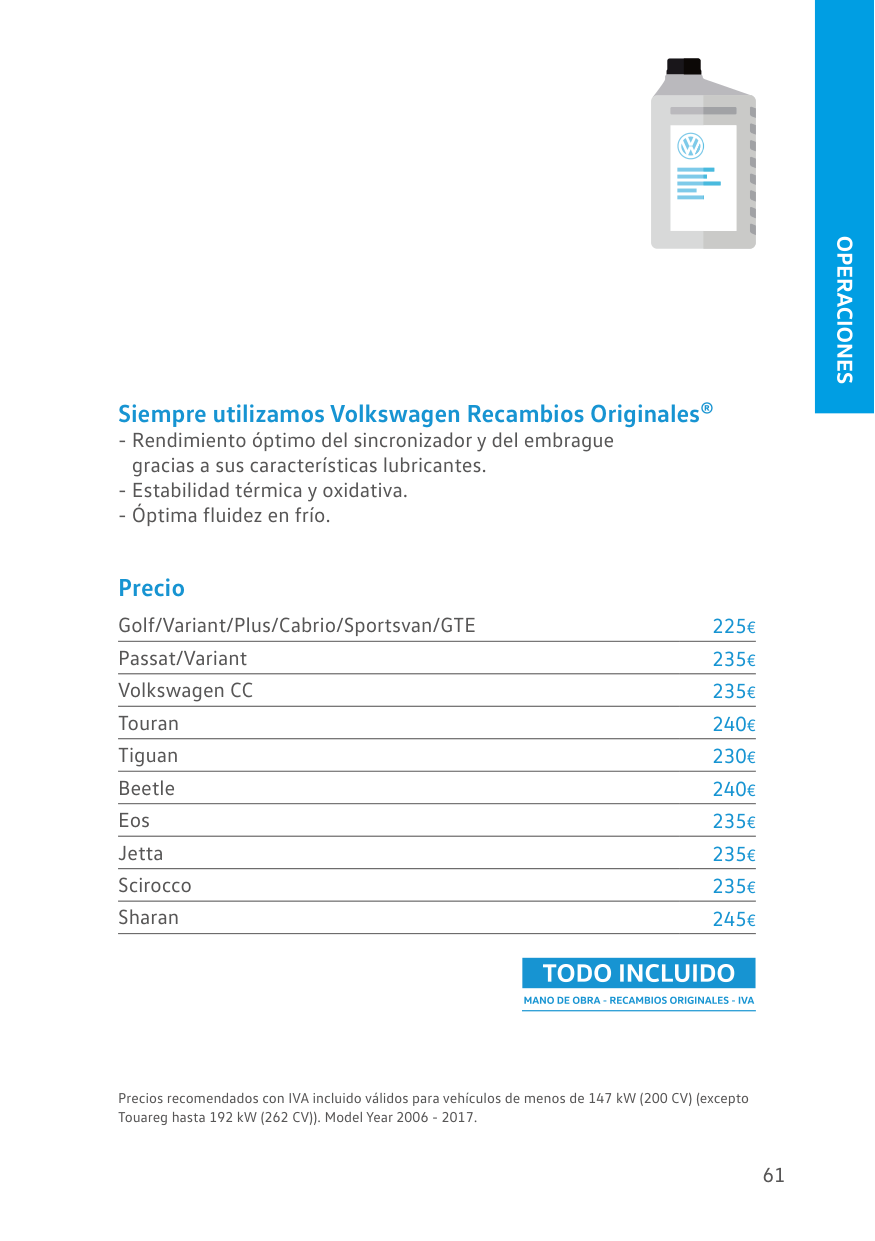 OPERACIONES
Siempre utilizamos Volkswagen Recambios Originales®
- Rendimiento óptimo del sincronizador y del embrague
gracias a sus características lubricantes.
- Estabilidad térmica y oxidativa.
- Óptima fluidez en frío.
Precio
Golf/Variant/Plus/Cabrio/Sportsvan/GTE 225€
Passat/Variant 235€
Volkswagen CC 235€
Touran 240€
Tiguan 230€
Beetle 240€
Eos 235€
Jetta 235€
Scirocco 235€
Sharan 245€
TODO INCLUIDO
MANO DE OBRA - RECAMBIOS ORIGINALES - IVA
Precios recomendados con IVA incluido válidos para vehículos de menos de 147 kW (200 CV) (excepto
Touareg hasta 192 kW (262 CV)). Model Year 2006 - 2017.
61